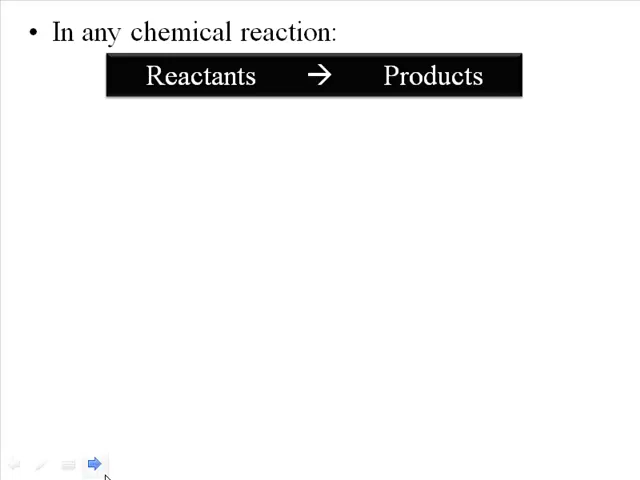 • In any chemical reaction:
Reactants → Products